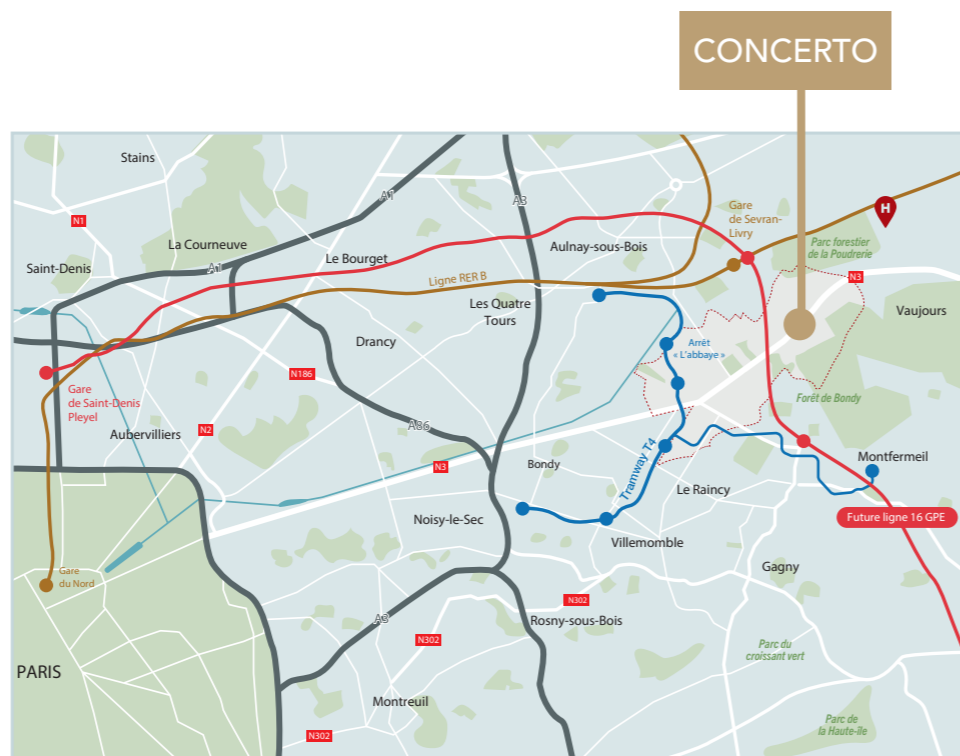 CONCERTO
Stains
A1
A3
N1
La Courneuve
Gare
de Sevran-
Livry
H
Parc forestier
de la Poudrerie
Saint-Denis
A1
Le Bourget
Aulnay-sous-Bois
N3
Ligne RER B
Les Quatre
Tours
Vaujours
Drancy
Arrêt
« L'abbaye »
N186
Gare
de Saint-Denis
Pleyel
Forêt de Bondy
Aubervilliers
N2
A86
Montfermeil
N3
Bondy
Tramway T4
Le Raincy
Noisy-le-Sec
Future ligne 16 GPE
Villemomble
Gare
du Nord
Gagny
N302
A3
Rosny-sous-Bois
N302
Parc du
croissant vert
PARIS
Montreuil
Parc de
la Haute-île
N302